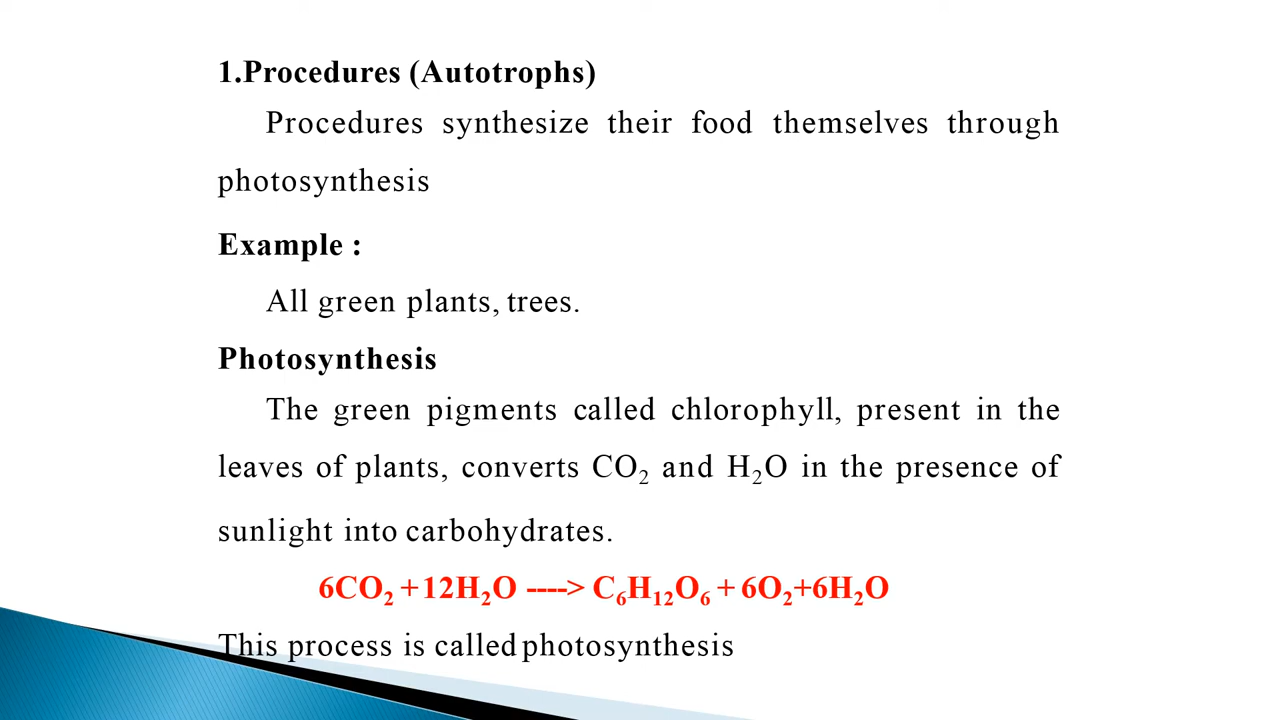 1.Procedures (Autotrophs)
Procedures synthesize their food themselves through
photosynthesis
Example :
All green plants, trees.
Photosynthesis
The green pigments called chlorophyll, present in the
leaves of plants, converts CO₂ and H₂O in the presence of
sunlight into carbohydrates.
6CO₂ + 12H₂O ----> C₆H₁₂O₆ + 6O₂+6H₂O
This process is called photosynthesis